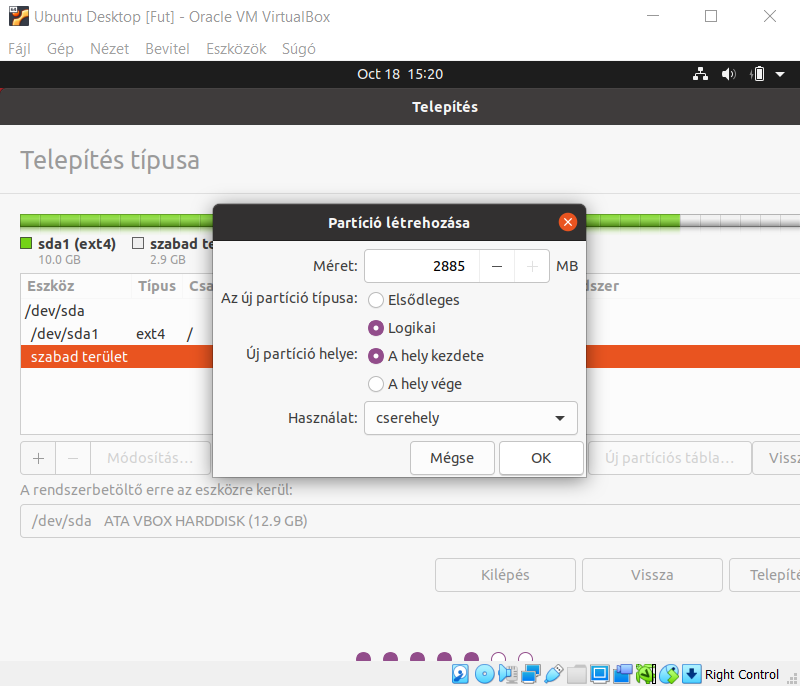 Ubuntu Desktop [Fut] - Oracle VM VirtualBox
Fájl Gép Nézet Bevitel Eszközök Súgó
Oct 18 15:20
Telepítés
Telepítés típusa
sda1 (ext4)
10.0 GB
szabad te
2.9 GB
Eszköz Típus Csa
/dev/sda
/dev/sda1 ext4 /
szabad terület
Partíció létrehozása
Méret: 2885 MB
Az új partíció típusa: Elsődleges
Logikai
Új partíció helye: A hely kezdete
A hely vége
Használat: cserehely
Mégse OK
Módosítás... Új partíciós tábla... Vissz
A rendszerbetöltő erre az eszközre kerül:
/dev/sda ATA VBOX HARDDISK (12.9 GB)
Kilépés Vissza Telepíté
Right Control